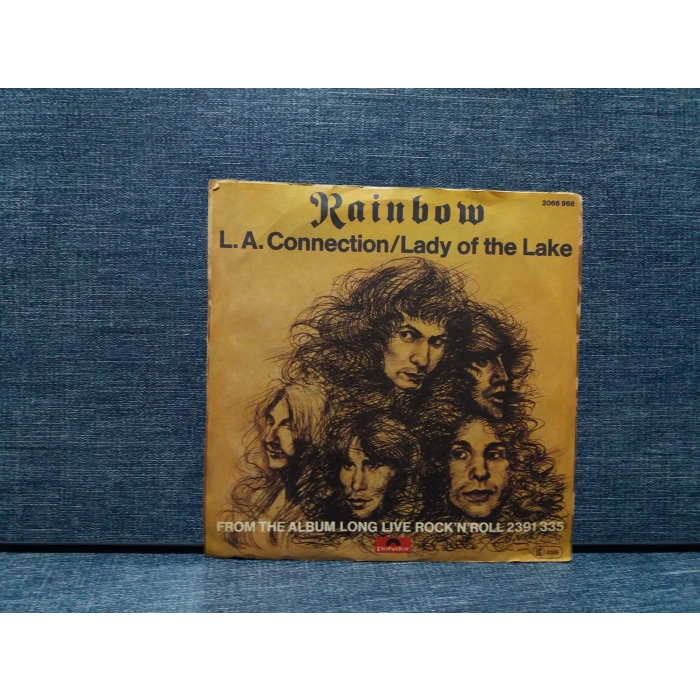 Rainbow
2066 968
L.A. Connection/Lady of the Lake
FROM THE ALBUM LONG LIVE ROCK'N'ROLL 2391 335
Polydor